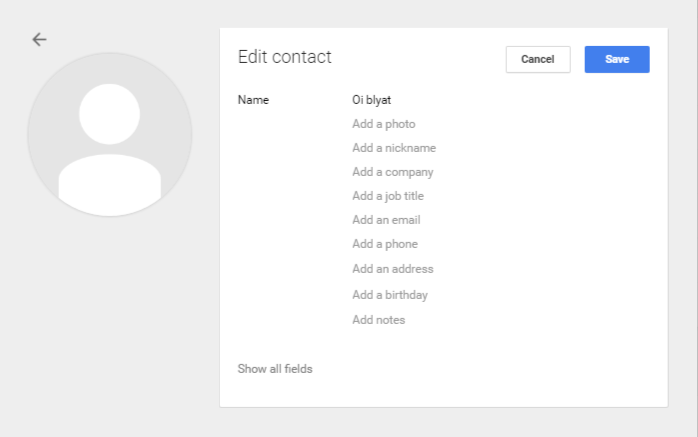 Edit contact
Cancel
Save
Name
Oi blyat
Add a photo
Add a nickname
Add a company
Add a job title
Add an email
Add a phone
Add an address
Add a birthday
Add notes
Show all fields